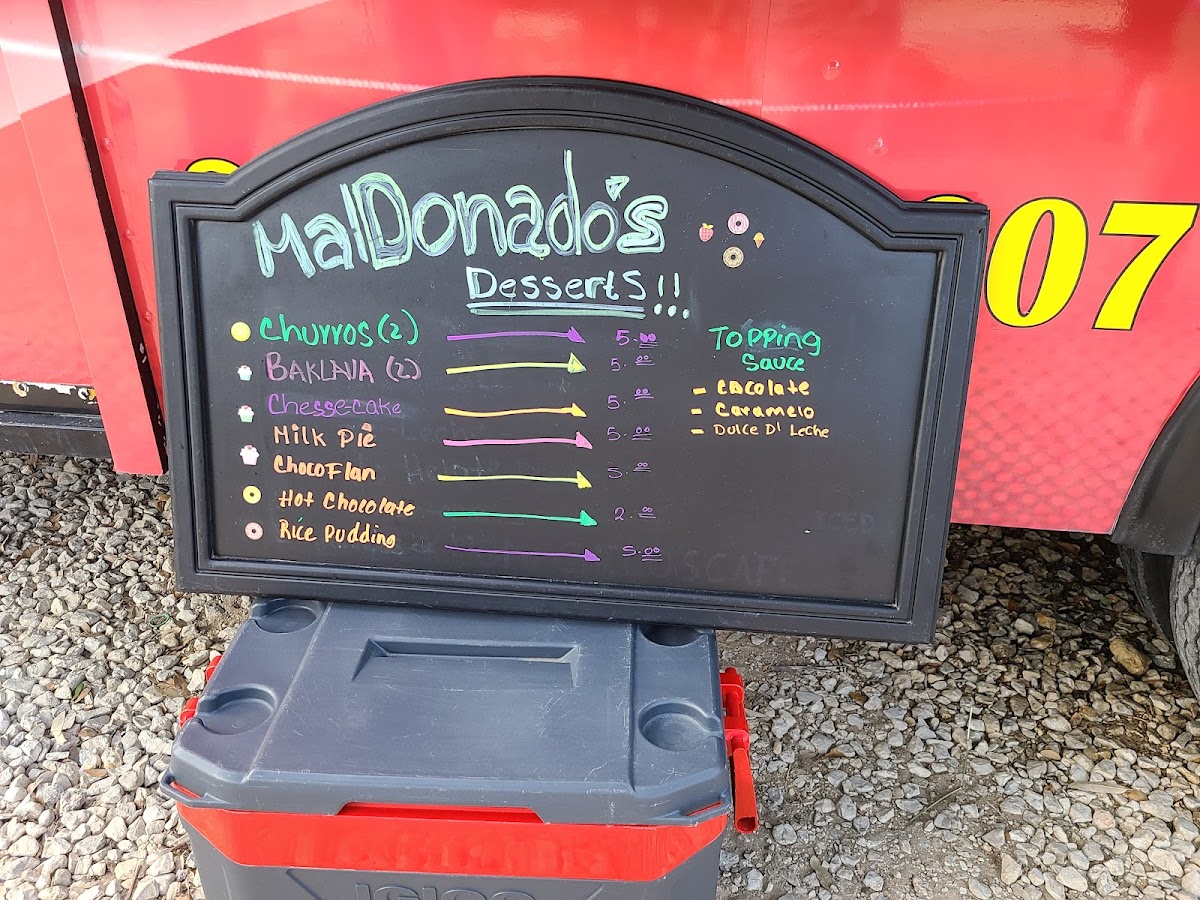 MalDonado's
Desserts!!
Churros (2) 5.00
BAKLAVA (2) 5.00
Chesse-cake 5.00
Milk Pie 5.00
ChocoFlan 5.00
Hot Chocolate 2.00
Rice Pudding 5.00
Topping
Sauce
- Cacolate
- Caramelo
- Dulce D' Leche
07
IGLOO